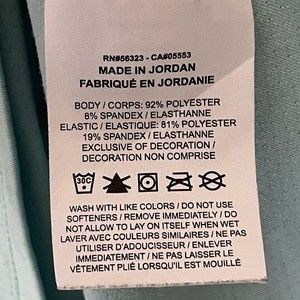 RN#56323 - CA#05553
MADE IN JORDAN
FABRIQUÉ EN JORDANIE
BODY / CORPS: 92% POLYESTER
8% SPANDEX / ELASTHANNE
ELASTIC / ELASTIQUE: 81% POLYESTER
19% SPANDEX / ELASTHANNE
EXCLUSIVE OF DECORATION /
DECORATION NON COMPRISE
30C
WASH WITH LIKE COLORS / DO NOT USE
SOFTENERS / REMOVE IMMEDIATELY / DO
NOT ALLOW TO LAY ON ITSELF WHEN WET
LAVER AVEC COULEURS SIMILAIRES / NE PAS
UTILISER D'ADOUCISSEUR / ENLEVER
IMMÉDIATEMENT / NE PAS LAISSER LE
VÊTEMENT PLIÉ LORSQU'IL EST MOUILLÉ